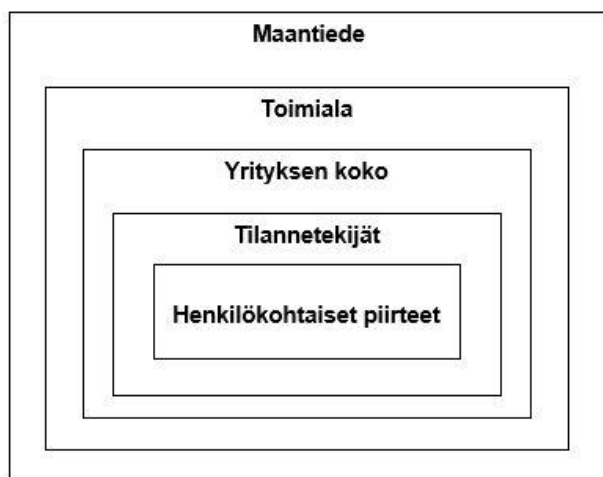 Maantiede
Toimiala
Yrityksen koko
Tilannetekijät
Henkilökohtaiset piirteet